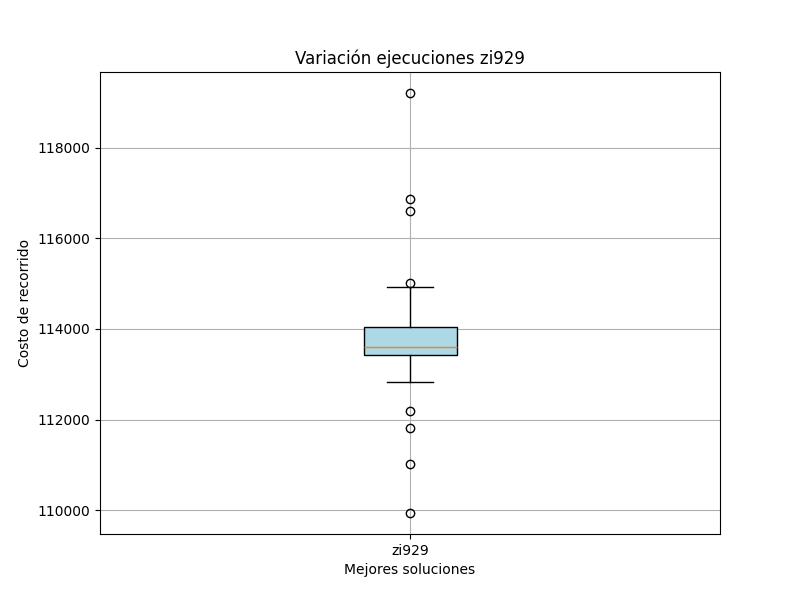 Variación ejecuciones zi929
118000
116000
114000
112000
110000
Costo de recorrido
zi929
Mejores soluciones